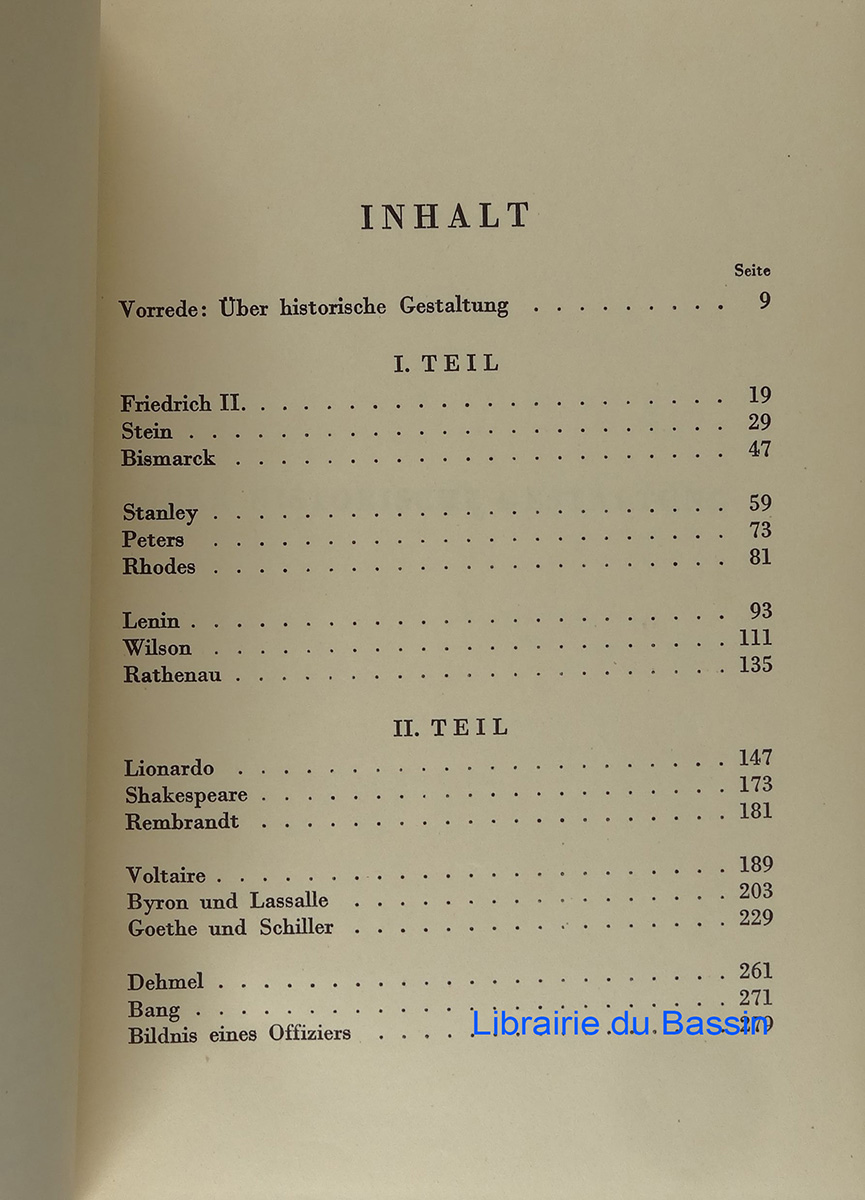 INHALT
Seite
Vorrede: Über historische Gestaltung . . . . . . . . . 9
I. TEIL
Friedrich II. . . . . . . . . . . . . . . . . . . . . . 19
Stein . . . . . . . . . . . . . . . . . . . . . . . . 29
Bismarck . . . . . . . . . . . . . . . . . . . . . . 47
Stanley . . . . . . . . . . . . . . . . . . . . . . . 59
Peters . . . . . . . . . . . . . . . . . . . . . . . 73
Rhodes . . . . . . . . . . . . . . . . . . . . . . . 81
Lenin . . . . . . . . . . . . . . . . . . . . . . . . 93
Wilson . . . . . . . . . . . . . . . . . . . . . . . 111
Rathenau . . . . . . . . . . . . . . . . . . . . . . 135
II. TEIL
Lionardo . . . . . . . . . . . . . . . . . . . . . . 147
Shakespeare . . . . . . . . . . . . . . . . . . . . . 173
Rembrandt . . . . . . . . . . . . . . . . . . . . . 181
Voltaire . . . . . . . . . . . . . . . . . . . . . . . 189
Byron und Lassalle . . . . . . . . . . . . . . . . . 203
Goethe und Schiller . . . . . . . . . . . . . . . . . 229
Dehmel . . . . . . . . . . . . . . . . . . . . . . . 261
Bang . . . . . . . . . . . . . . . . . . . . . . . . 271
Bildnis eines Offiziers . . . . . . . . . . . . . . . . 279
Librairie du Bassin